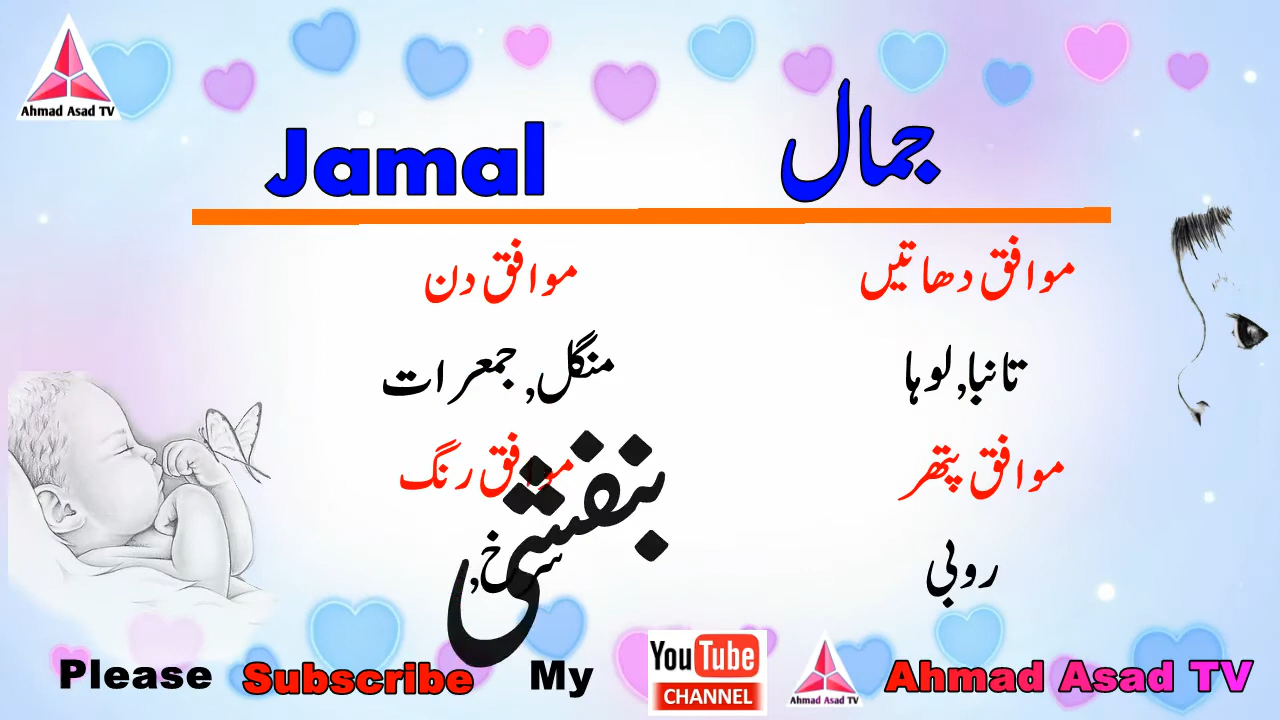 Ahmad Asad TV
Jamal جمال
موافق دھاتیں موافق دن
تانبا,لوہا منگل, جمعرات
موافق پتھر موافق رنگ
روبی سرخ, بنفشی
Please Subscribe My YouTube CHANNEL Ahmad Asad TV Ahmad Asad TV